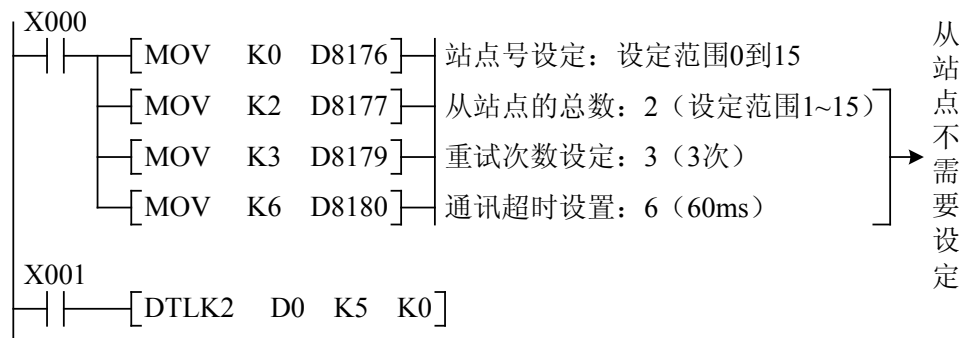 X000
MOV K0 D8176 站点号设定：设定范围0到15
MOV K2 D8177 从站点的总数：2（设定范围1~15）
MOV K3 D8179 重试次数设定：3（3次）
MOV K6 D8180 通讯超时设置：6（60ms）
从站点不需要设定
X001
DTLK2 D0 K5 K0